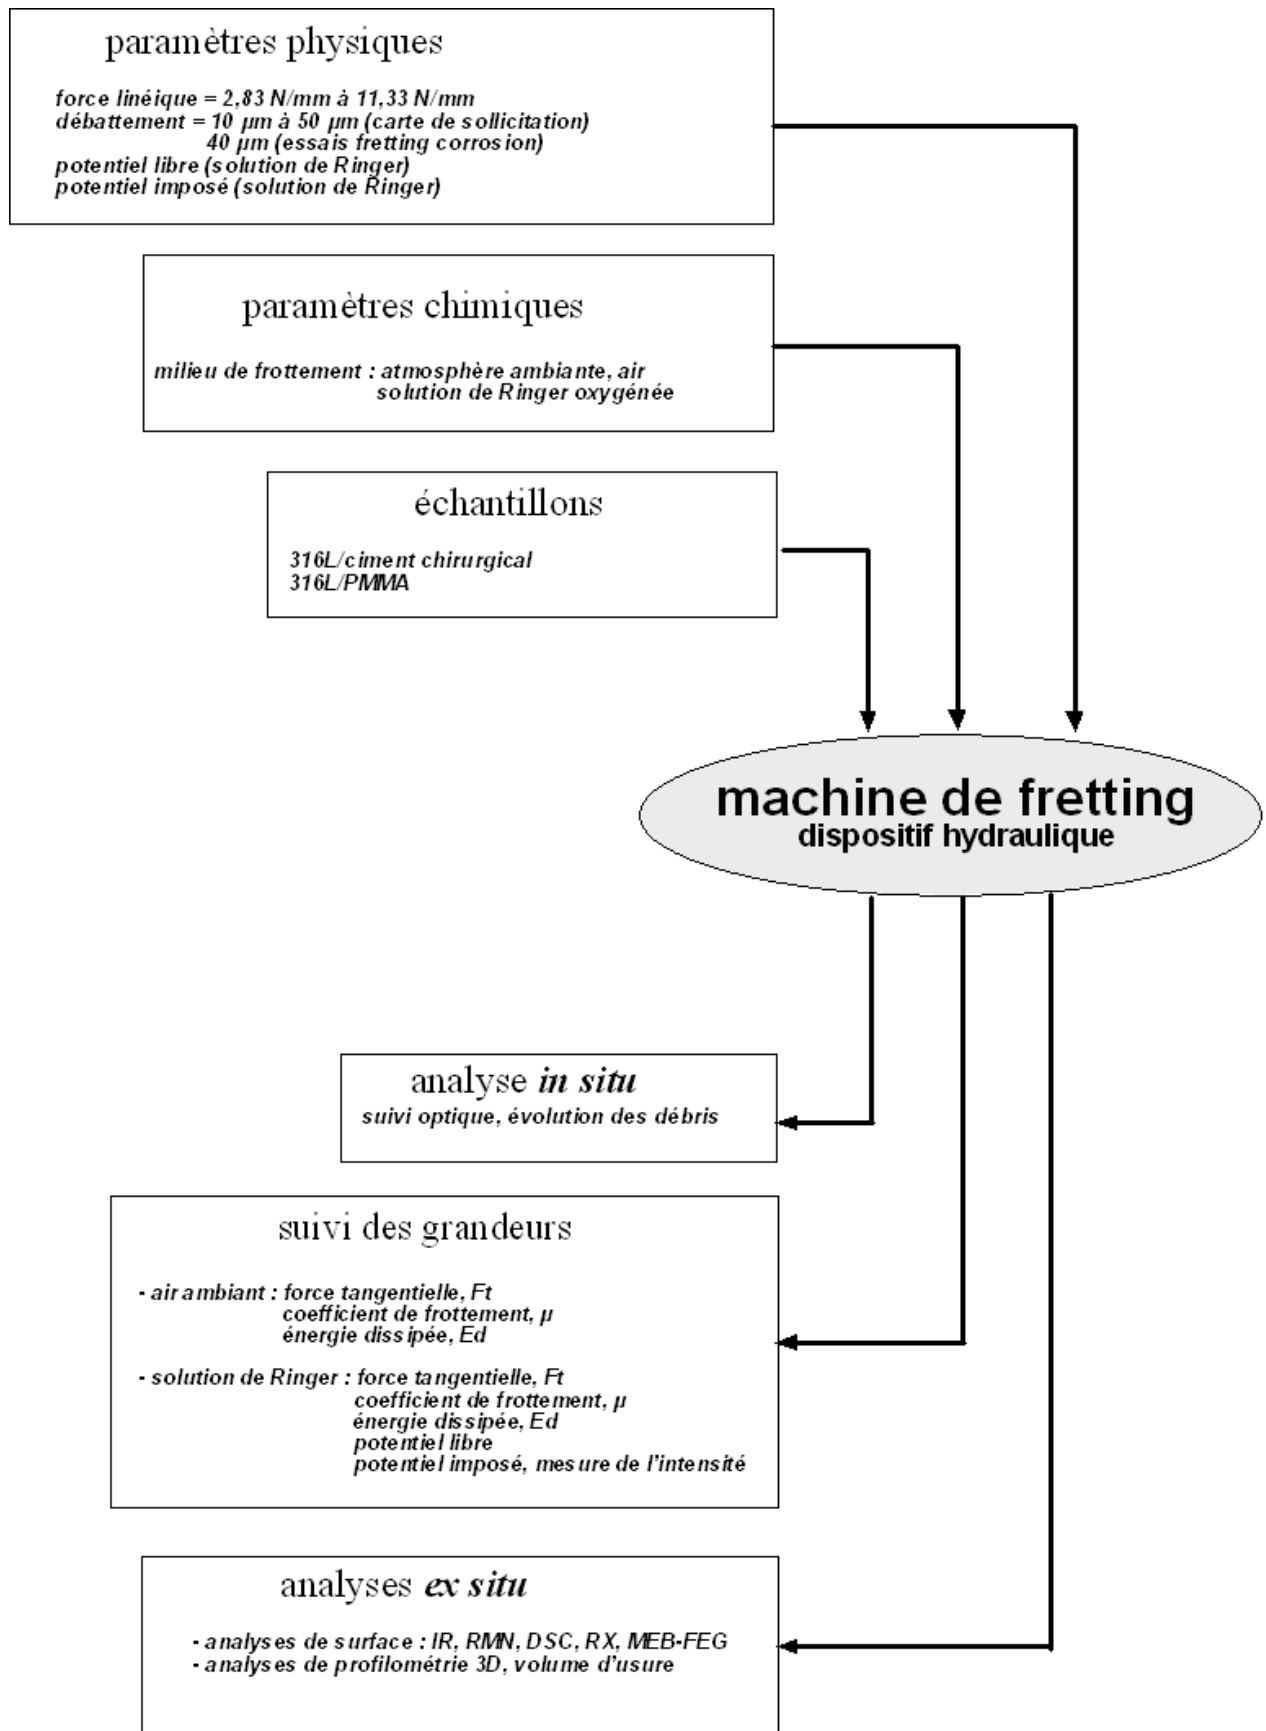 paramètres physiques
force linéique = 2,83 N/mm à 11,33 N/mm
débattement = 10 µm à 50 µm (carte de sollicitation)
40 µm (essais fretting corrosion)
potentiel libre (solution de Ringer)
potentiel imposé (solution de Ringer)
paramètres chimiques
milieu de frottement : atmosphère ambiante, air
solution de Ringer oxygénée
échantillons
316L/ciment chirurgical
316L/PMMA
machine de fretting
dispositif hydraulique
analyse in situ
suivi optique, évolution des débris
suivi des grandeurs
- air ambiant : force tangentielle, Ft
coefficient de frottement, µ
énergie dissipée, Ed
- solution de Ringer : force tangentielle, Ft
coefficient de frottement, µ
énergie dissipée, Ed
potentiel libre
potentiel imposé, mesure de l'intensité
analyses ex situ
- analyses de surface : IR, RMN, DSC, RX, MEB-FEG
- analyses de profilométrie 3D, volume d'usure